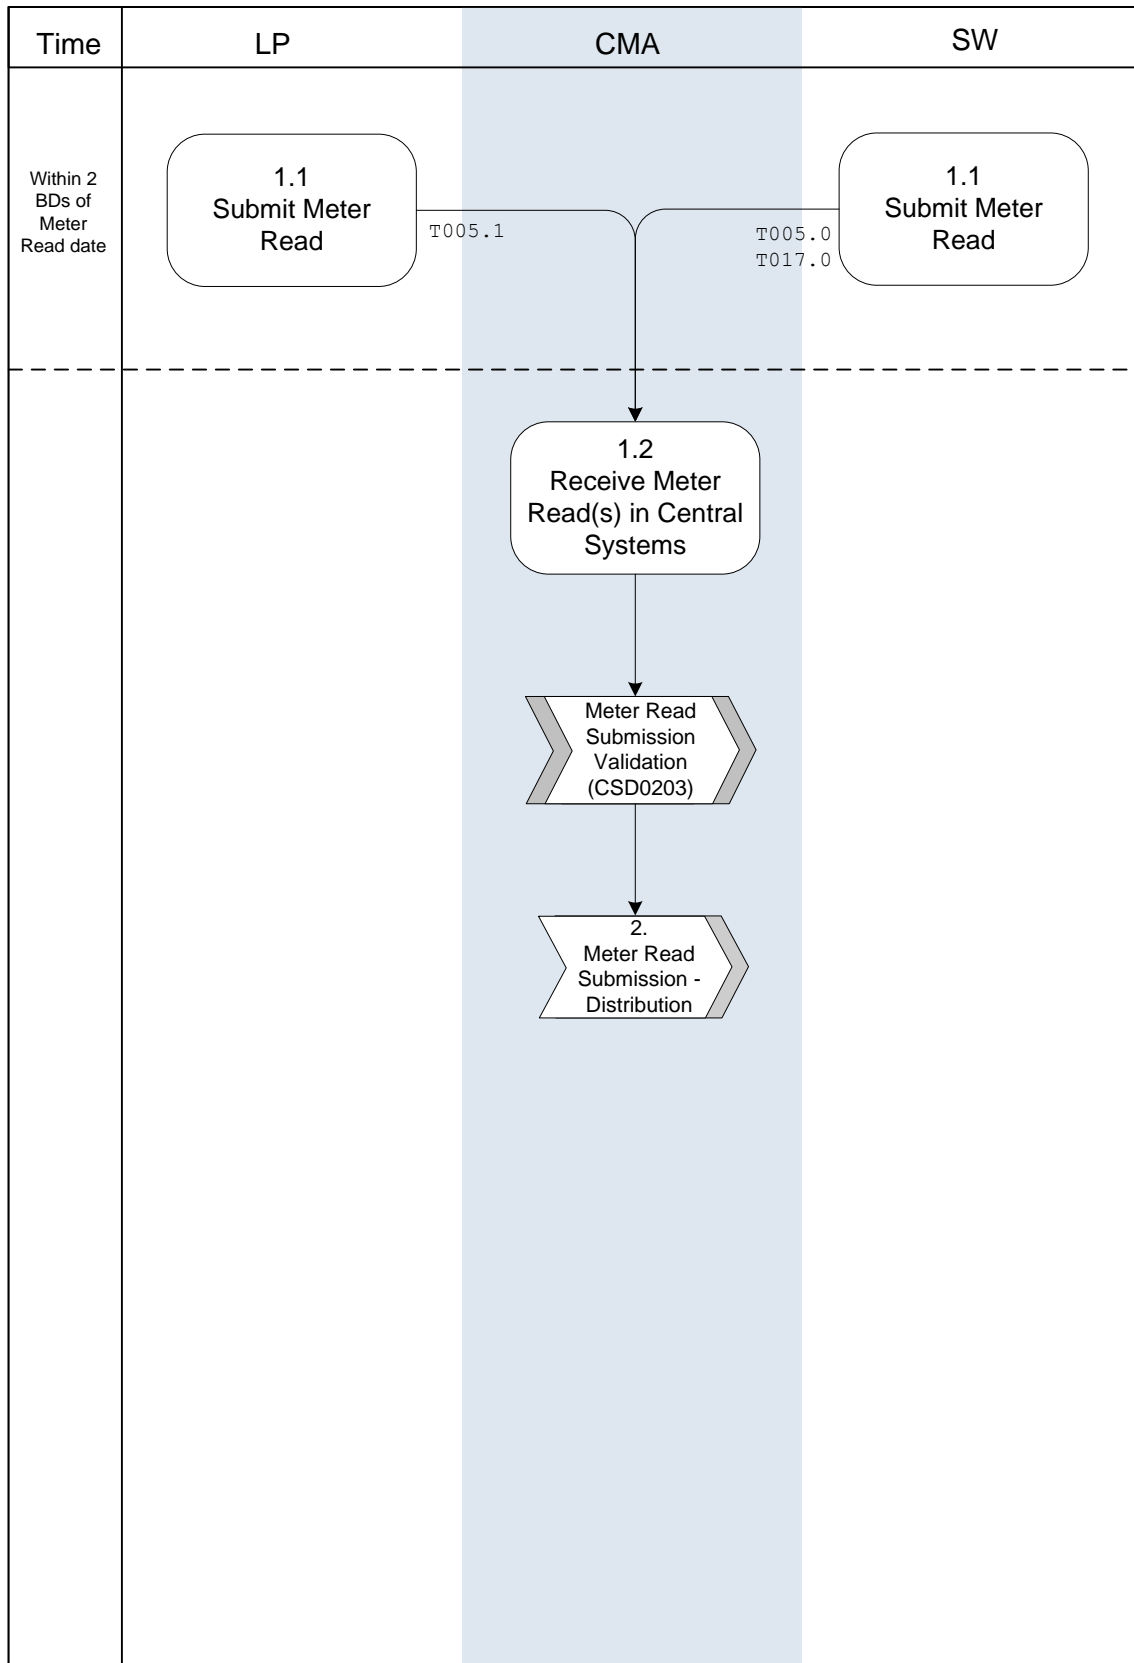 Time
LP
CMA
SW
Within 2
BDs of
Meter
Read date
1.1
Submit Meter
Read
T005.1
T005.0
T017.0
1.1
Submit Meter
Read
1.2
Receive Meter
Read(s) in Central
Systems
Meter Read
Submission
Validation
(CSD0203)
2.
Meter Read
Submission -
Distribution